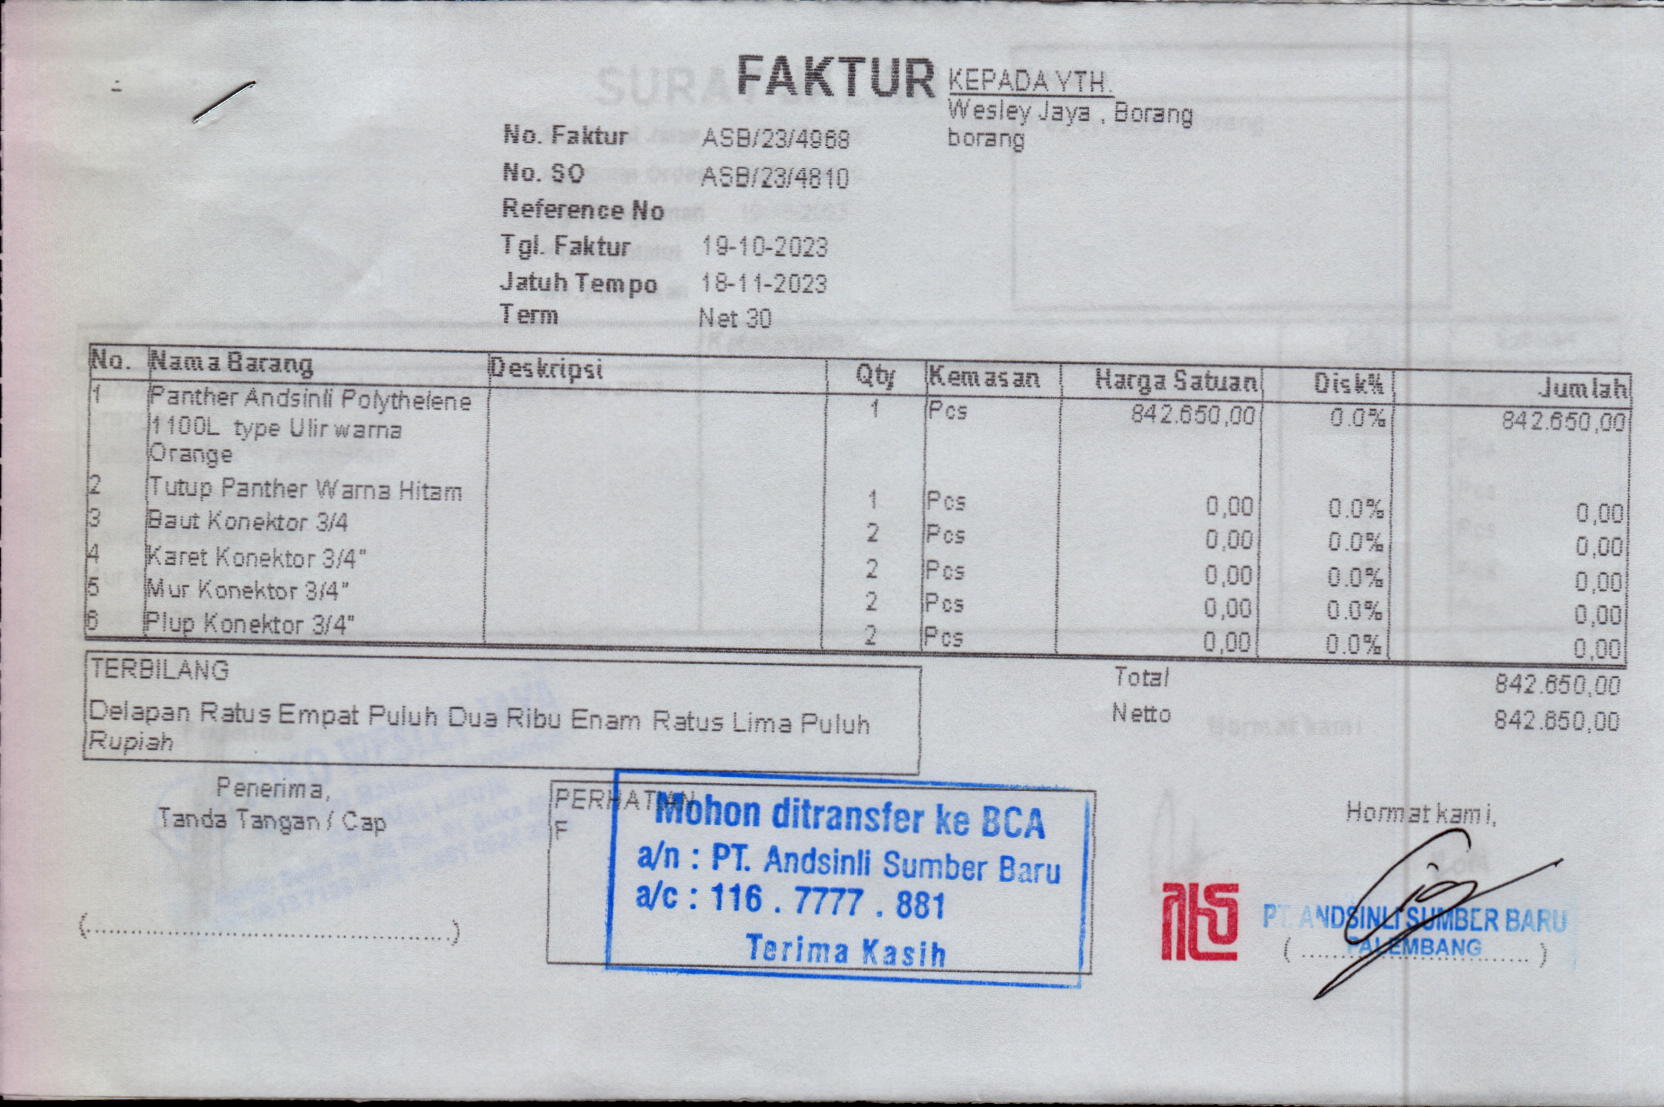 FAKTUR
KEPADA YTH.
Wesley Jaya , Borang
borang
No. Faktur ASB/23/4968
No. SO ASB/23/4810
Reference No
Tgl. Faktur 19-10-2023
Jatuh Tempo 18-11-2023
Term Net 30
No. Nama Barang Deskripsi Qty Kemasan Harga Satuan Disk% Jumlah
1 Panther Andsinli Polythelene 1 Pcs 842.650,00 0.0% 842.650,00
1100L type Ulir warna
Orange
2 Tutup Panther Warna Hitam 1 Pcs 0,00 0.0% 0,00
3 Baut Konektor 3/4 2 Pcs 0,00 0.0% 0,00
4 Karet Konektor 3/4" 2 Pcs 0,00 0.0% 0,00
5 Mur Konektor 3/4" 2 Pcs 0,00 0.0% 0,00
6 Plup Konektor 3/4" 2 Pcs 0,00 0.0% 0,00
TERBILANG
Delapan Ratus Empat Puluh Dua Ribu Enam Ratus Lima Puluh
Rupiah
Total 842.650,00
Netto 842.650,00
Penerima,
Tanda Tangan / Cap
(..................................................)
PERHATIAN
F
Mohon ditransfer ke BCA
a/n : PT. Andsinli Sumber Baru
a/c : 116 . 7777 . 881
Terima Kasih
Hormat kami,
PT. ANDSINLI SUMBER BARU
PALEMBANG
(..................................)